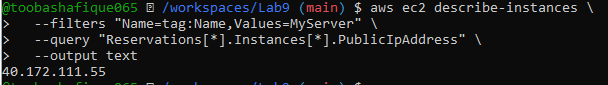 @toobashafique065 /workspaces/Lab9 (main) $ aws ec2 describe-instances \
>   --filters "Name=tag:Name,Values=MyServer" \
>   --query "Reservations[*].Instances[*].PublicIpAddress" \
>   --output text
40.172.111.55